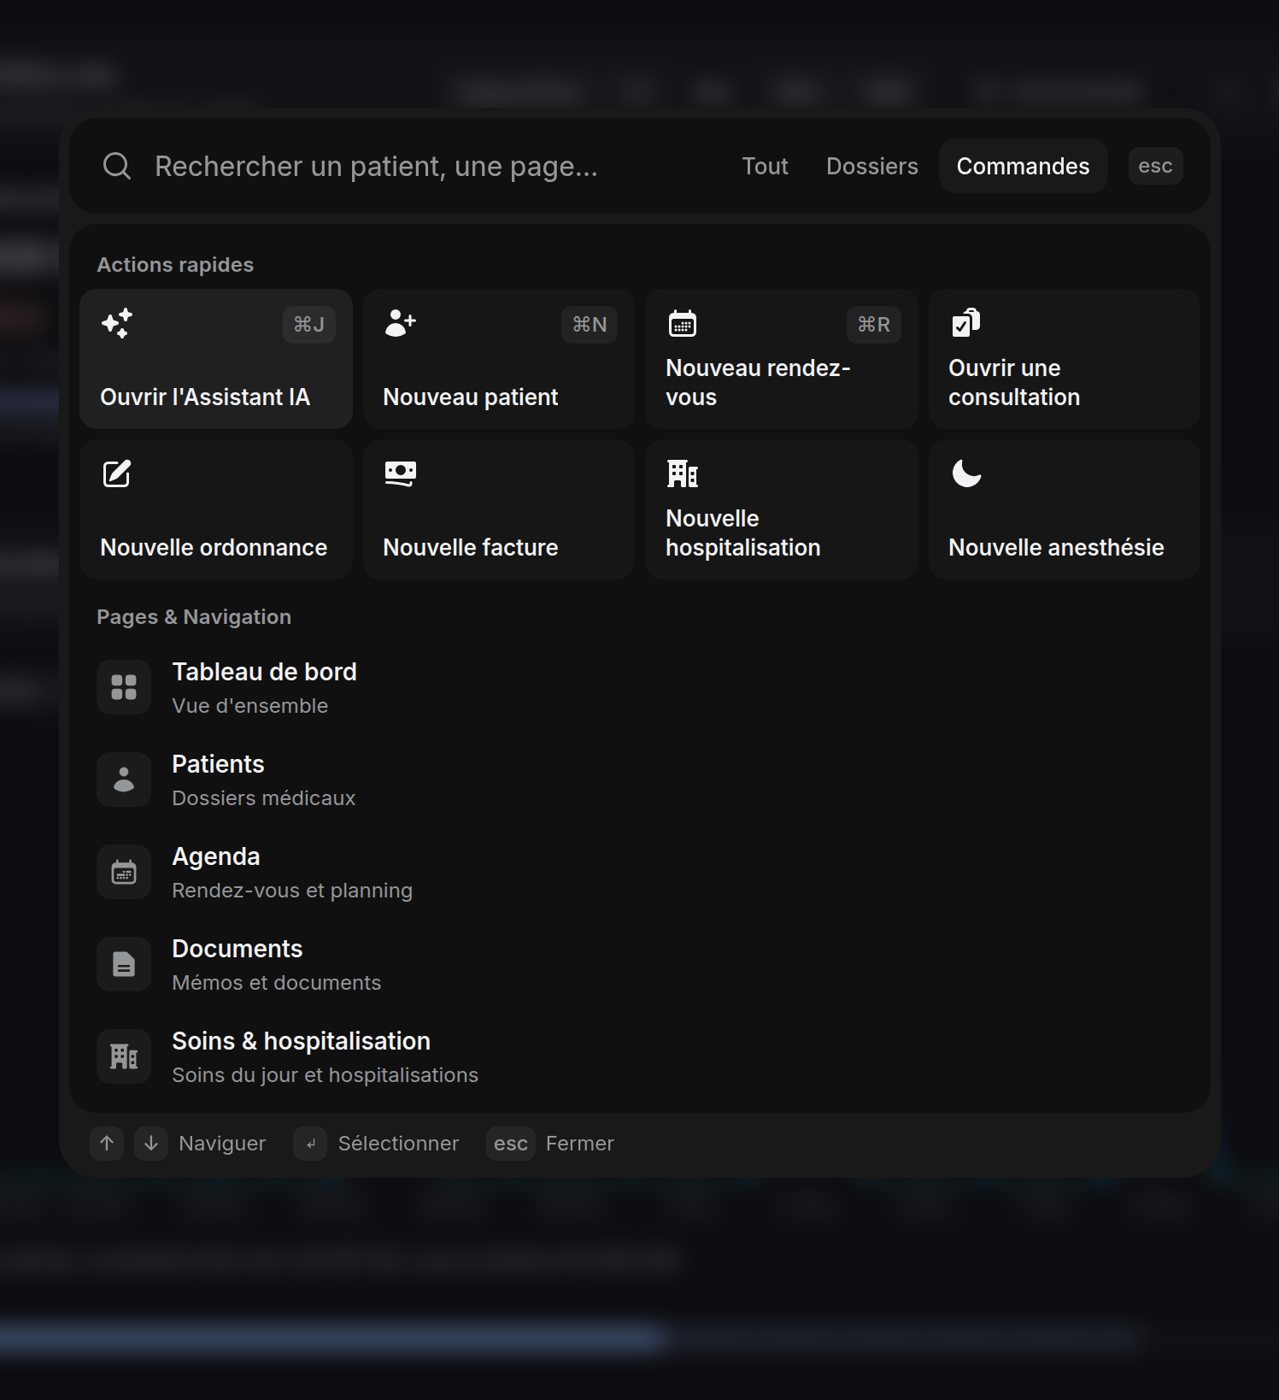 Rechercher un patient, une page...
Tout
Dossiers
Commandes
esc
Actions rapides
⌘J
Ouvrir l'Assistant IA
⌘N
Nouveau patient
⌘R
Nouveau rendez-
vous
Ouvrir une
consultation
Nouvelle ordonnance
Nouvelle facture
Nouvelle
hospitalisation
Nouvelle anesthésie
Pages & Navigation
Tableau de bord
Vue d'ensemble
Patients
Dossiers médicaux
Agenda
Rendez-vous et planning
Documents
Mémos et documents
Soins & hospitalisation
Soins du jour et hospitalisations
↑ ↓ Naviguer
↲ Sélectionner
esc Fermer